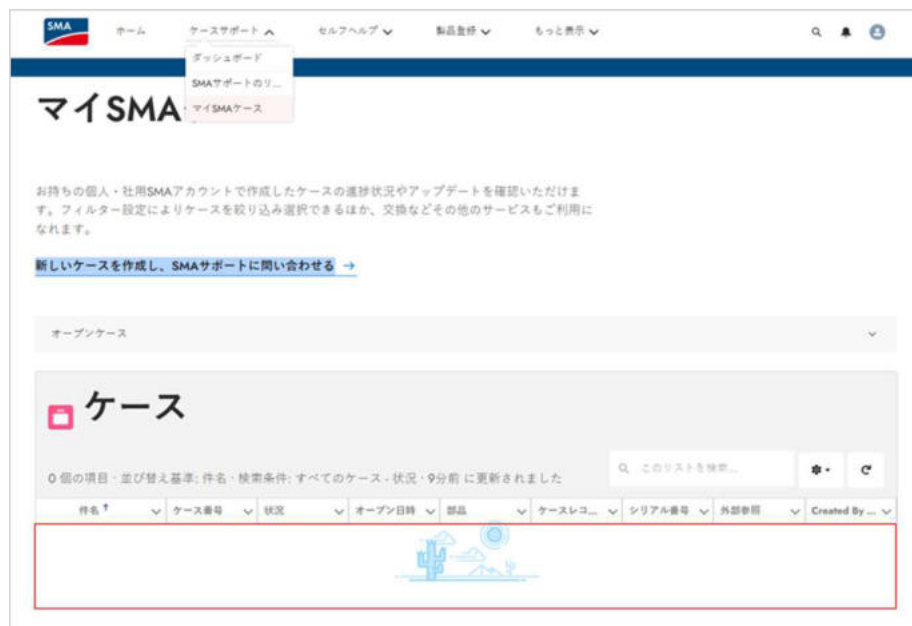 SMA
ホーム
ケースサポート
セルフヘルプ
製品登録
もっと表示
ダッシュボード
SMAサポートのリ...
マイSMAケース
マイSMA
お持ちの個人・社用SMAアカウントで作成したケースの進捗状況やアップデートを確認いただけま
す。フィルター設定によりケースを絞り込み選択できるほか、交換などその他のサービスもご利用に
なれます。
新しいケースを作成し、SMAサポートに問い合わせる →
オープンケース
ケース
0 個の項目・並び替え基準: 件名・検索条件: すべてのケース - 状況・9分前 に更新されました
このリストを検索...
件名 ↑
ケース番号
状況
オープン日時
部品
ケースレコ...
シリアル番号
外部参照
Created By ...